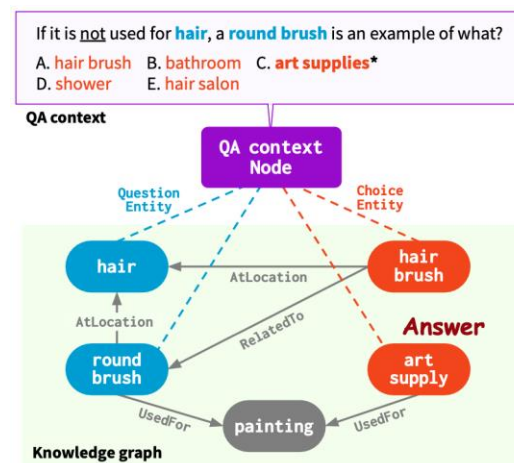 If it is not used for hair, a round brush is an example of what?
A. hair brush B. bathroom C. art supplies*
D. shower E. hair salon
QA context
QA context
Node
Question
Entity
Choice
Entity
hair
hair
brush
AtLocation
AtLocation
RelatedTo
Answer
round
brush
art
supply
UsedFor
painting
UsedFor
Knowledge graph